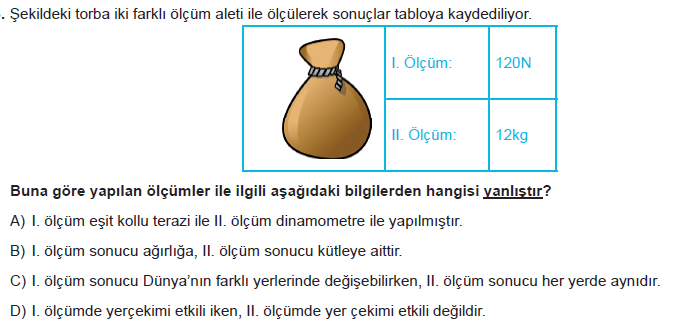 . Şekildeki torba iki farklı ölçüm aleti ile ölçülerek sonuçlar tabloya kaydediliyor.
I. Ölçüm: 120N
II. Ölçüm: 12kg
Buna göre yapılan ölçümler ile ilgili aşağıdaki bilgilerden hangisi yanlıştır?
A) I. ölçüm eşit kollu terazi ile II. ölçüm dinamometre ile yapılmıştır.
B) I. ölçüm sonucu ağırlığa, II. ölçüm sonucu kütleye aittir.
C) I. ölçüm sonucu Dünya'nın farklı yerlerinde değişebilirken, II. ölçüm sonucu her yerde aynıdır.
D) I. ölçümde yerçekimi etkili iken, II. ölçümde yer çekimi etkili değildir.